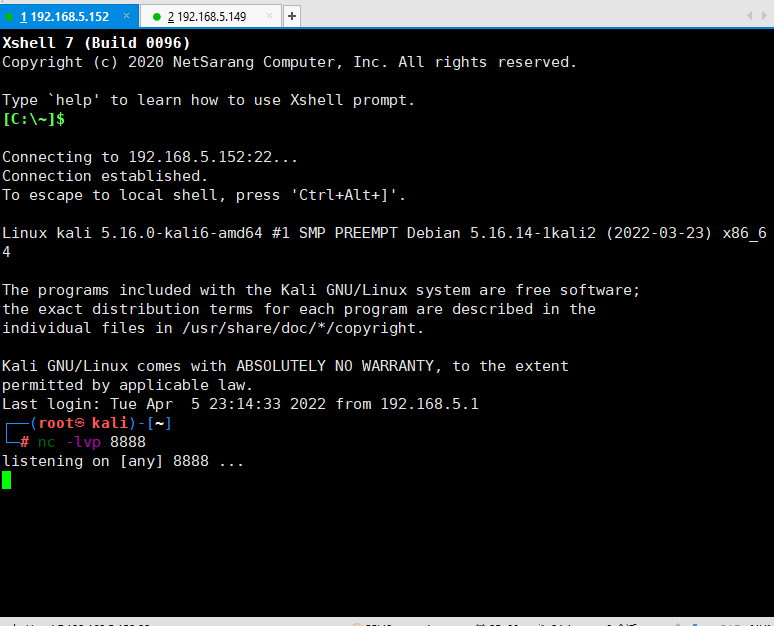 1 192.168.5.152 × 2 192.168.5.149 × +
Xshell 7 (Build 0096)
Copyright (c) 2020 NetSarang Computer, Inc. All rights reserved.
Type `help' to learn how to use Xshell prompt.
[C:\~]$
Connecting to 192.168.5.152:22...
Connection established.
To escape to local shell, press 'Ctrl+Alt+]'.
Linux kali 5.16.0-kali6-amd64 #1 SMP PREEMPT Debian 5.16.14-1kali2 (2022-03-23) x86_6
4
The programs included with the Kali GNU/Linux system are free software;
the exact distribution terms for each program are described in the
individual files in /usr/share/doc/*/copyright.
Kali GNU/Linux comes with ABSOLUTELY NO WARRANTY, to the extent
permitted by applicable law.
Last login: Tue Apr  5 23:14:33 2022 from 192.168.5.1
┌──(root㉿kali)-[~]
└─# nc -lvp 8888
listening on [any] 8888 ...